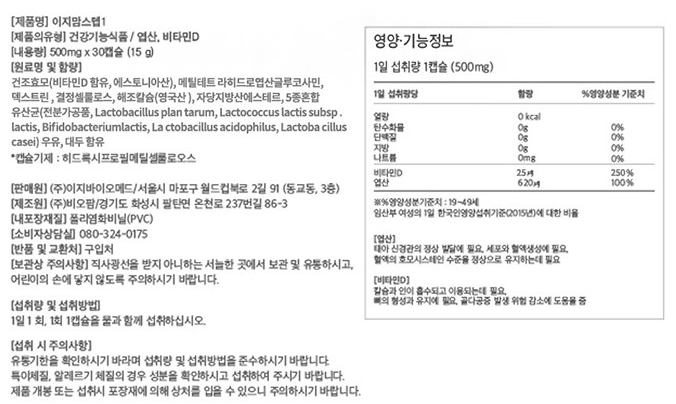 [제품명] 이지맘스텝1
[제품의유형] 건강기능식품 / 엽산, 비타민D
[내용량] 500mg x 30캡슐 (15 g)
[원료명 및 함량]
건조효모(비타민D 함유, 에스토니아산), 메틸테트 라히드로엽산글루코사민,
덱스트린 , 결정셀룰로스, 해조칼슘(영국산 ), 자당지방산에스테르, 5종혼합
유산균(전분가공품, Lactobacillus plan tarum, Lactococcus lactis subsp .
lactis, Bifidobacteriumlactis, La ctobacillus acidophilus, Lactoba cillus
casei) 우유, 대두 함유
*캡슐기제 : 히드록시프로필메틸셀룰로오스
[판매원] (주)이지바이오메드/서울시 마포구 월드컵북로 2길 91 (동교동, 3층)
[제조원] (주)비오팜/경기도 화성시 팔탄면 온천로 237번길 86-3
[내포장재질] 폴리염화비닐(PVC)
[소비자상담실] 080-324-0175
[반품 및 교환처] 구입처
[보관상 주의사항] 직사광선을 받지 아니하는 서늘한 곳에서 보관 및 유통하시고,
어린이의 손에 닿지 않도록 주의하시기 바랍니다.
[섭취량 및 섭취방법]
1일 1 회, 1회 1캡슐을 물과 함께 섭취하십시오.
[섭취 시 주의사항]
유통기한을 확인하시기 바라며 섭취량 및 섭취방법을 준수하시기 바랍니다.
특이체질, 알레르기 체질의 경우 성분을 확인하시고 섭취하여 주시기 바랍니다.
제품 개봉 또는 섭취시 포장재에 의해 상처를 입을 수 있으니 주의하시기 바랍니다.
영양·기능정보
1일 섭취량 1캡슐 (500mg)
1일 섭취량당 함량 %영양성분 기준치
열량 0 kcal
탄수화물 0g 0%
단백질 0g 0%
지방 0g 0%
나트륨 0mg 0%
비타민D 25㎍ 250%
엽산 620㎍ 100%
※%영양성분기준치 : 19~49세
임산부 여성의 1일 한국인영양섭취기준(2015년)에 대한 비율
[엽산]
태아 신경관의 정상 발달에 필요, 세포와 혈액생성에 필요,
혈액의 호모시스테인 수준을 정상으로 유지하는데 필요
[비타민D]
칼슘과 인이 흡수되고 이용되는데 필요,
뼈의 형성과 유지에 필요, 골다공증 발생 위험 감소에 도움을 줌